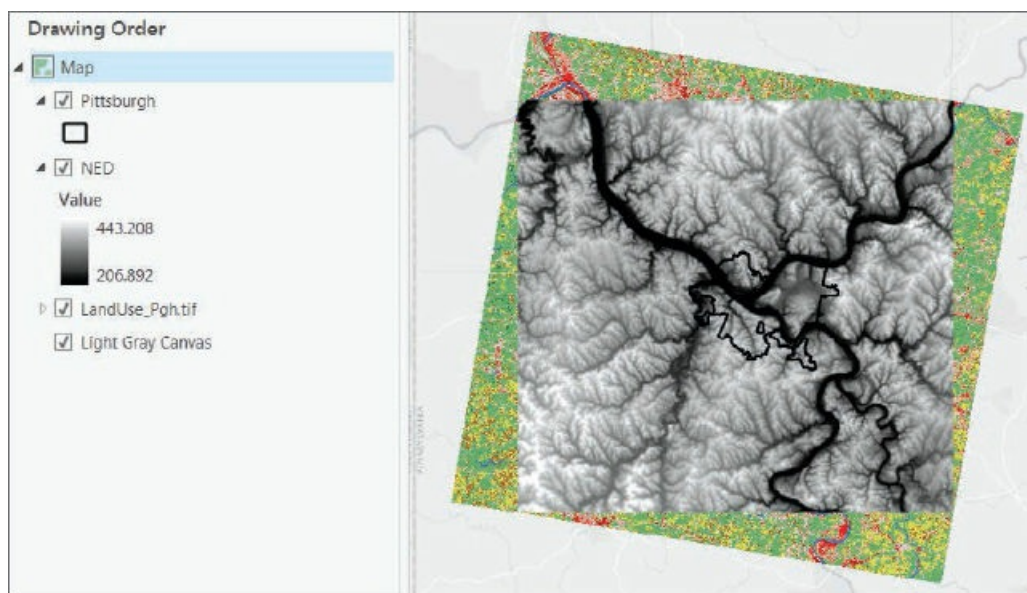 Drawing Order
Map
Pittsburgh
NED
Value
443.208
206.892
LandUse_Pgh.tif
Light Gray Canvas